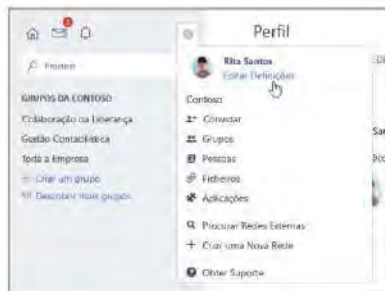 Perfil
Rita Santos
Editar Definições
GRUPOS DA CONTOSO
Colaboração da Liderança
Gestão Contabilística
Toda a Empresa
Criar um grupo
Descobrir mais grupos
Contoso
Convidar
Grupos
Pessoas
Ficheiros
Aplicações
Procurar Redes Externas
Criar uma Nova Rede
Obter Suporte